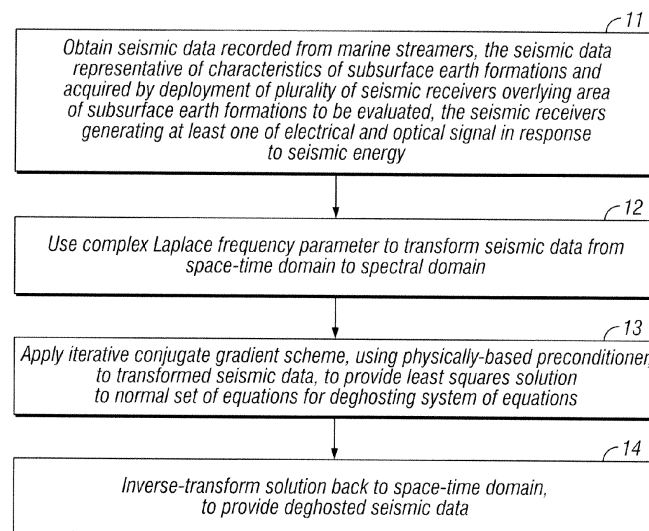 11
Obtain seismic data recorded from marine streamers, the seismic data
representative of characteristics of subsurface earth formations and
acquired by deployment of plurality of seismic receivers overlying area
of subsurface earth formations to be evaluated, the seismic receivers
generating at least one of electrical and optical signal in response
to seismic energy
12
Use complex Laplace frequency parameter to transform seismic data from
space-time domain to spectral domain
13
Apply iterative conjugate gradient scheme, using physically-based preconditioner,
to transformed seismic data, to provide least squares solution
to normal set of equations for deghosting system of equations
14
Inverse-transform solution back to space-time domain,
to provide deghosted seismic data